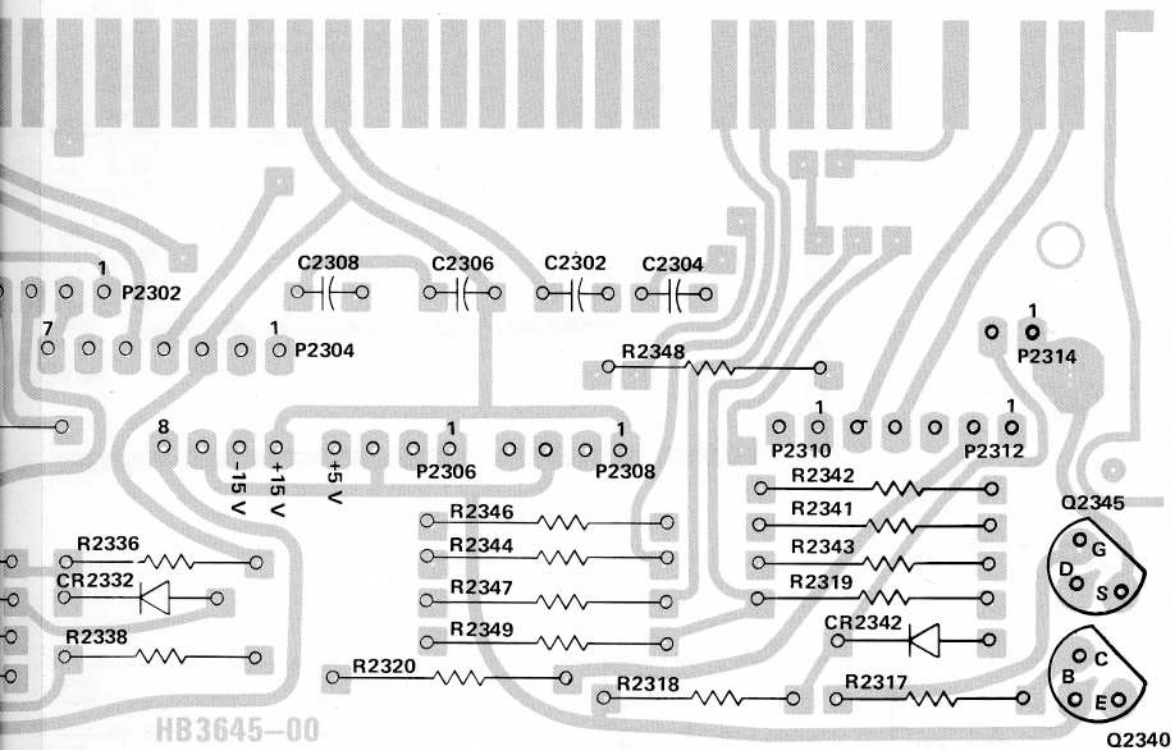 C2308
C2306
C2302
C2304
1
P2302
7
1
P2304
1
P2314
R2348
8
1
P2306
1
P2308
1
P2310
1
P2312
-15 V
+15 V
+5 V
R2342
R2346
R2341
Q2345
R2336
R2344
R2343
G
CR2332
R2347
R2319
D
S
R2338
R2349
CR2342
R2320
R2318
R2317
C
B
E
HB3645-00
Q2340